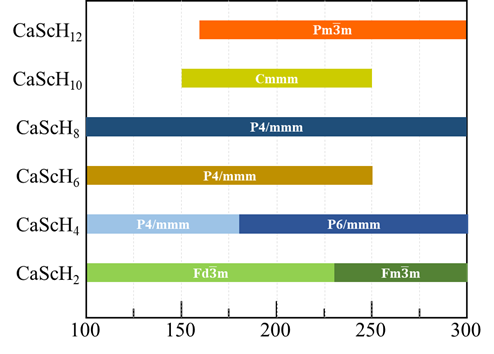 CaScH₁₂ Pm3̅m
CaScH₁₀ Cmmm
CaScH₈ P4/mmm
CaScH₆ P4/mmm
CaScH₄ P4/mmm P6/mmm
CaScH₂ Fd3̅m Fm3̅m
100 150 200 250 300